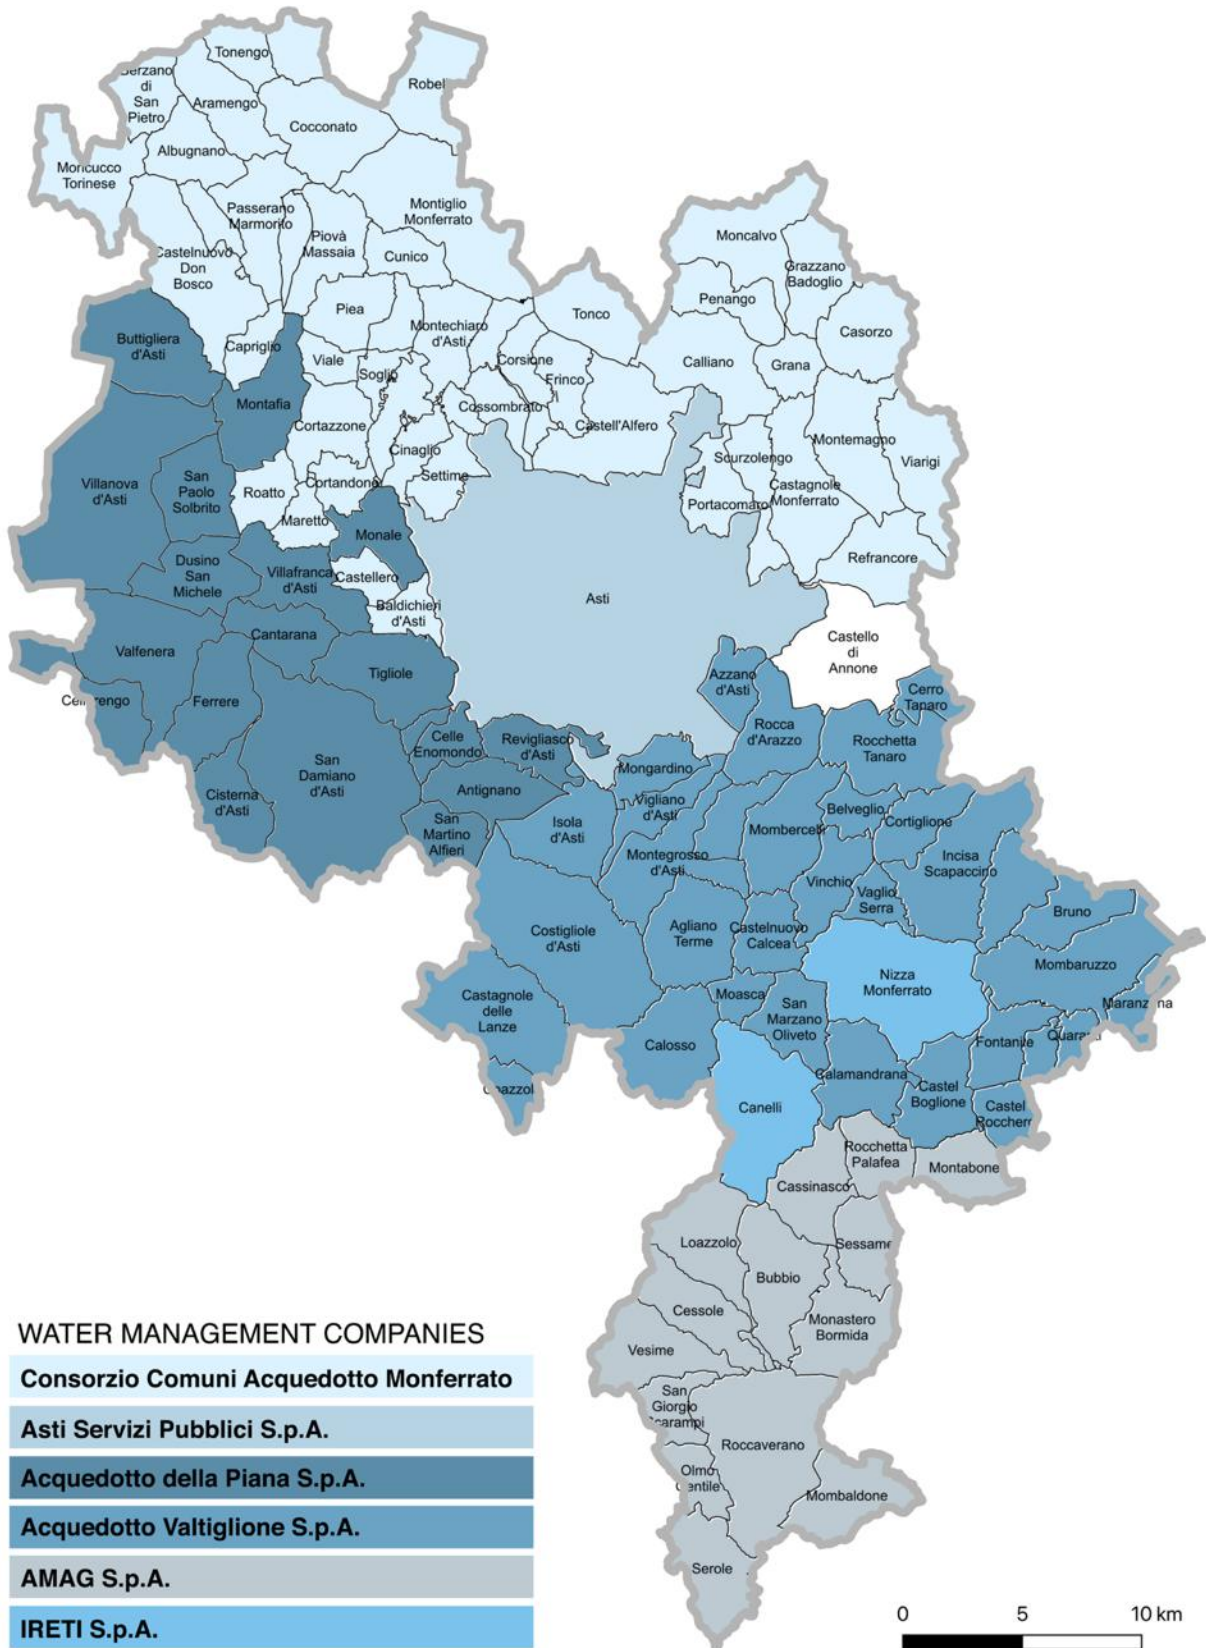 Tonengo
Berzano
di
San
Pietro
Aramengo
Robel
Cocconato
Albugnano
Moncucco
Torinese
Passerano
Marmorito
Montiglio
Monferrato
Piovà
Massaia
Castelnuovo
Don
Bosco
Cunico
Moncalvo
Grazzano
Badoglio
Penango
Piea
Tonco
Casorzo
Buttigliera
d'Asti
Capriglio
Montechiaro
d'Asti
Viale
Corsione
Calliano
Grana
Soglio
Frinco
Montafia
Cossombrato
Cortazzone
Castell'Alfero
Montemagno
Cinaglio
Scurzolengo
Viarigi
Villanova
d'Asti
San
Paolo
Solbrito
Settime
Roatto
Cortandone
Castagnole
Monferrato
Portacomaro
Maretto
Monale
Refrancore
Dusino
San
Michele
Villafranca
d'Asti
Castellero
Asti
Baldichieri
d'Asti
Cantarana
Castello
di
Annone
Valfenera
Tigliole
Azzano
d'Asti
Cerro
Tanaro
Ferrere
Rocca
d'Arazzo
Celle
Enomondo
Revigliasco
d'Asti
Rocchetta
Tanaro
San
Damiano
d'Asti
Mongardino
Cisterna
d'Asti
Antignano
Vigliano
d'Asti
Belveglio
San
Martino
Alfieri
Isola
d'Asti
Mombercelli
Cortiglione
Montegrosso
d'Asti
Incisa
Scapaccino
Vinchio
Vaglio
Serra
Bruno
Costigliole
d'Asti
Agliano
Terme
Castelnuovo
Calcea
Mombaruzzo
Nizza
Monferrato
Castagnole
delle
Lanze
Moasca
San
Marzano
Oliveto
Calosso
Fontanile
Calamandrana
Castel
Boglione
Canelli
Castel
Rocchero
Rocchetta
Palafea
Montabone
Cassinasco
Loazzolo
Sessame
Bubbio
Cessole
Monastero
Bormida
Vesime
San
Giorgio
Scarampi
Roccaverano
Olmo
Gentile
Mombaldone
Serole
WATER MANAGEMENT COMPANIES
Consorzio Comuni Acquedotto Monferrato
Asti Servizi Pubblici S.p.A.
Acquedotto della Piana S.p.A.
Acquedotto Valtiglione S.p.A.
AMAG S.p.A.
IRETI S.p.A.
0 5 10 km